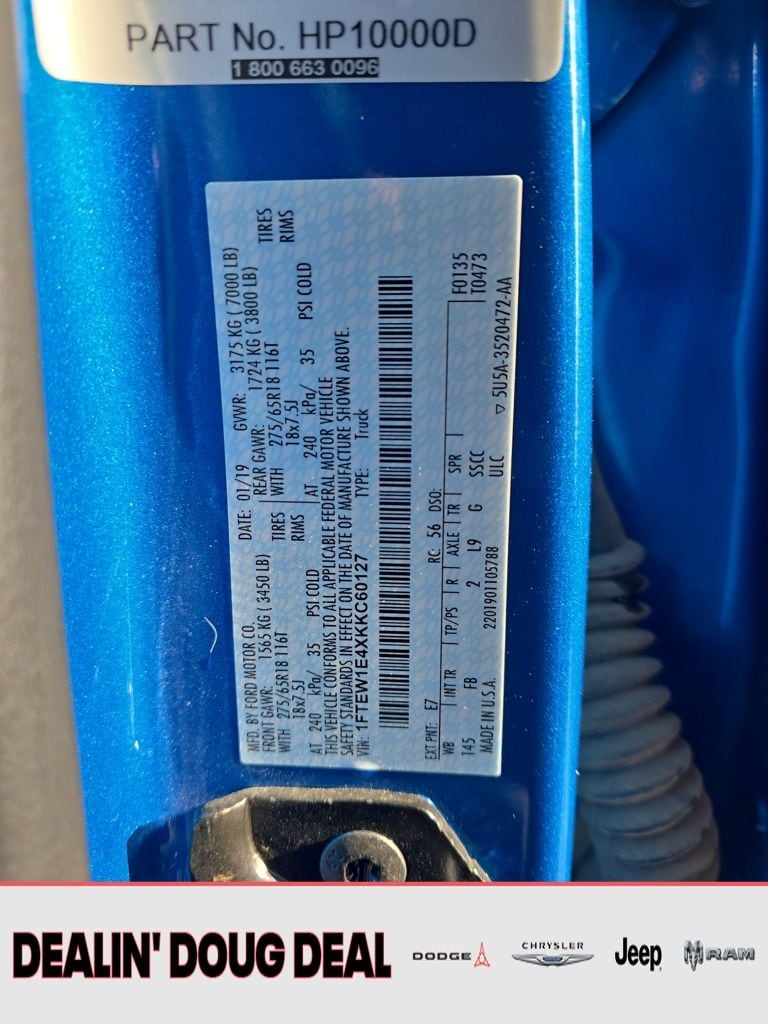 PART No. HP10000D
1 800 663 0096
MFD. BY FORD MOTOR CO. DATE: 01/19 GVWR: 3175 KG ( 7000 LB)
FRONT GAWR: 1565 KG ( 3450 LB) REAR GAWR: 1724 KG ( 3800 LB)
WITH 275/65R18 116T TIRES WITH 275/65R18 116T TIRES
18x7.5J RIMS 18x7.5J RIMS
AT 240 kPa/ 35 PSI COLD AT 240 kPa/ 35 PSI COLD
THIS VEHICLE CONFORMS TO ALL APPLICABLE FEDERAL MOTOR VEHICLE
SAFETY STANDARDS IN EFFECT ON THE DATE OF MANUFACTURE SHOWN ABOVE.
VIN: 1FTEW1E4XKKC60127 TYPE: Truck
EXT PNT: E7 RC: 56 DSO: F0135
WB INT TR TP/PS R AXLE TR SPR T0473
145 FB 2 L9 G SSCC
MADE IN U.S.A. 2201901105788 ULC ▽ 5U5A-3520472-AA
DEALIN' DOUG DEAL DODGE CHRYSLER Jeep RAM